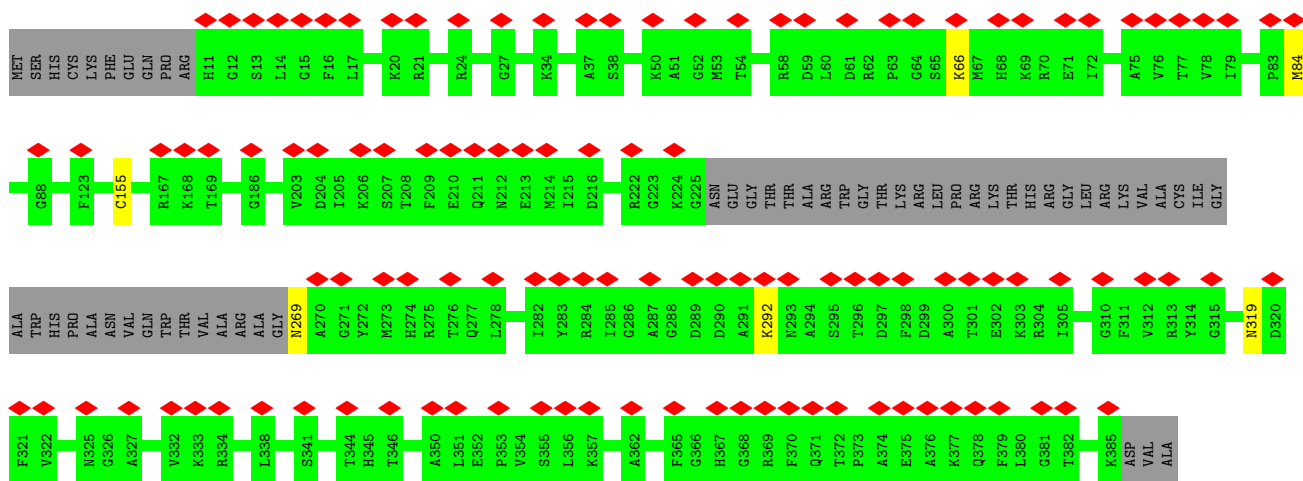 MET SER HIS CYS LYS PHE GLU GLN PRO ARG H11 G12 S13 L14 G15 F16 L17 K20 R21 R24 G27 K34 A37 S38 K50 A51 G52 M53 T54 R58 D59 L60 D61 R62 P63 G64 S65 K66 M67 H68 K69 R70 E71 I72 A75 V76 T77 V78 I79 P83 M84
G88 F123 C155 R167 K168 T169 G186 V203 D204 I205 K206 S207 T208 F209 E210 Q211 N212 E213 M214 I215 D216 R222 G223 K224 G225 ASN GLU GLY THR THR ALA ARG TRP GLY THR LYS ARG LEU PRO ARG LYS THR HIS ARG GLY LEU ARG LYS VAL ALA CYS ILE GLY
ALA TRP HIS PRO ALA ASN VAL GLN TRP THR VAL ALA ARG ALA GLY N269 A270 G271 Y272 M273 H274 R275 T276 Q277 L278 I282 Y283 R284 I285 G286 A287 G288 D289 D290 A291 K292 N293 A294 S295 T296 D297 F298 D299 A300 T301 E302 K303 R304 I305 G310 F311 V312 R313 Y314 G315 N319 D320
F321 V322 N325 G326 A327 V332 K333 R334 L338 S341 T344 H345 T346 A350 L351 E352 P353 V354 S355 L356 K357 A362 F365 G366 H367 G368 R369 F370 Q371 T372 P373 A374 E375 A376 K377 Q378 F379 L380 G381 T382 K385 ASP VAL ALA